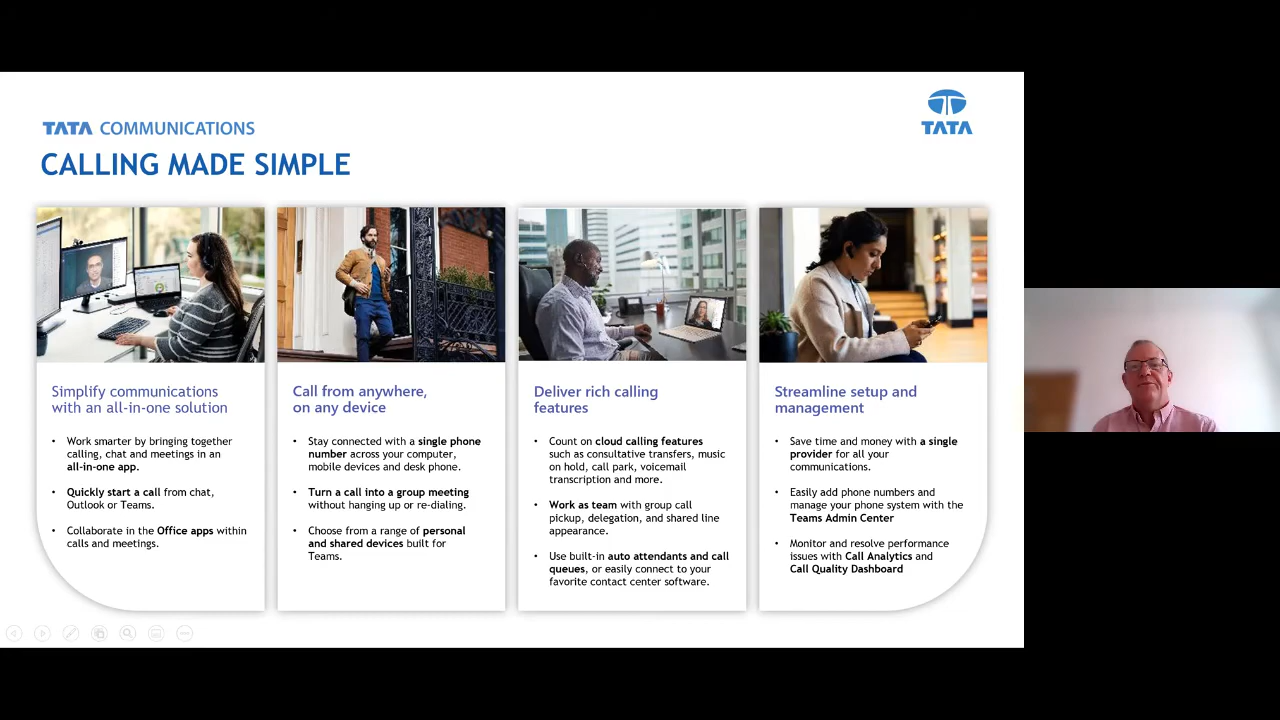 TATA COMMUNICATIONS
TATA
CALLING MADE SIMPLE
Simplify communications
with an all-in-one solution
• Work smarter by bringing together
calling, chat and meetings in an
all-in-one app.
• Quickly start a call from chat,
Outlook or Teams.
• Collaborate in the Office apps within
calls and meetings.
Call from anywhere,
on any device
• Stay connected with a single phone
number across your computer,
mobile devices and desk phone.
• Turn a call into a group meeting
without hanging up or re-dialing.
• Choose from a range of personal
and shared devices built for
Teams.
Deliver rich calling
features
• Count on cloud calling features
such as consultative transfers, music
on hold, call park, voicemail
transcription and more.
• Work as team with group call
pickup, delegation, and shared line
appearance.
• Use built-in auto attendants and call
queues, or easily connect to your
favorite contact center software.
Streamline setup and
management
• Save time and money with a single
provider for all your
communications.
• Easily add phone numbers and
manage your phone system with the
Teams Admin Center
• Monitor and resolve performance
issues with Call Analytics and
Call Quality Dashboard